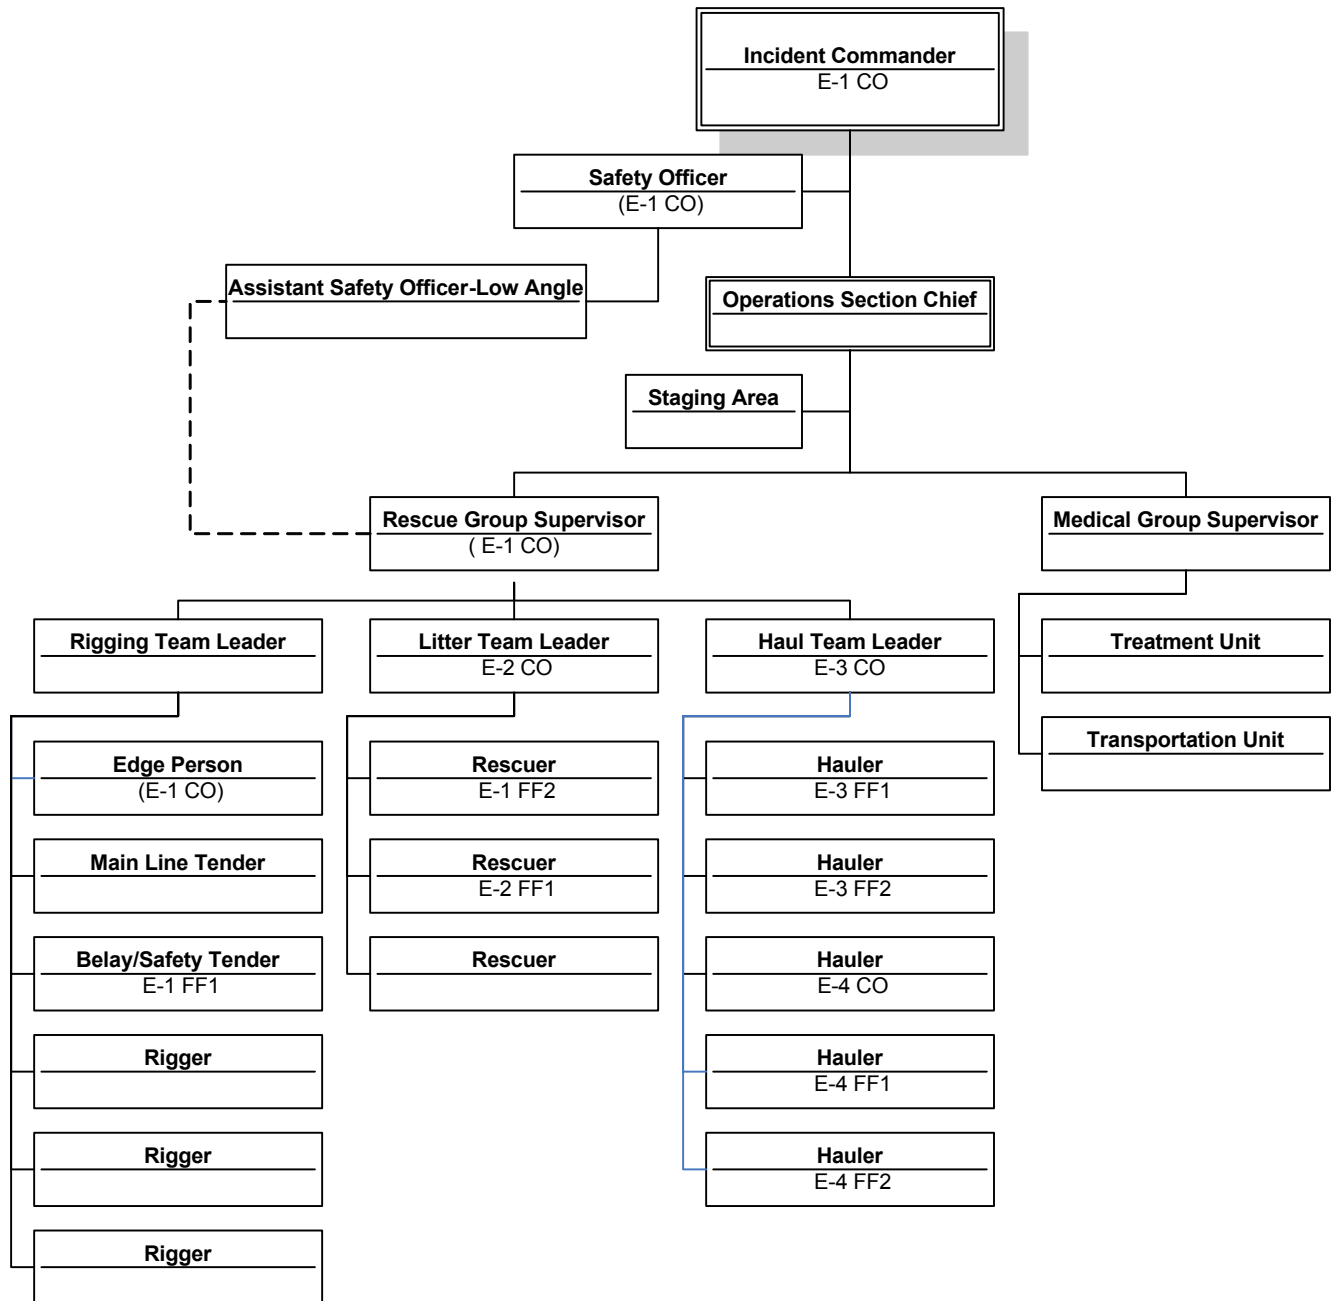 Incident Commander
E-1 CO
Safety Officer
(E-1 CO)
Assistant Safety Officer-Low Angle
Operations Section Chief
Staging Area
Rescue Group Supervisor
( E-1 CO)
Medical Group Supervisor
Rigging Team Leader
Litter Team Leader
E-2 CO
Haul Team Leader
E-3 CO
Treatment Unit
Transportation Unit
Edge Person
(E-1 CO)
Main Line Tender
Belay/Safety Tender
E-1 FF1
Rigger
Rigger
Rigger
Rescuer
E-1 FF2
Rescuer
E-2 FF1
Rescuer
Hauler
E-3 FF1
Hauler
E-3 FF2
Hauler
E-4 CO
Hauler
E-4 FF1
Hauler
E-4 FF2